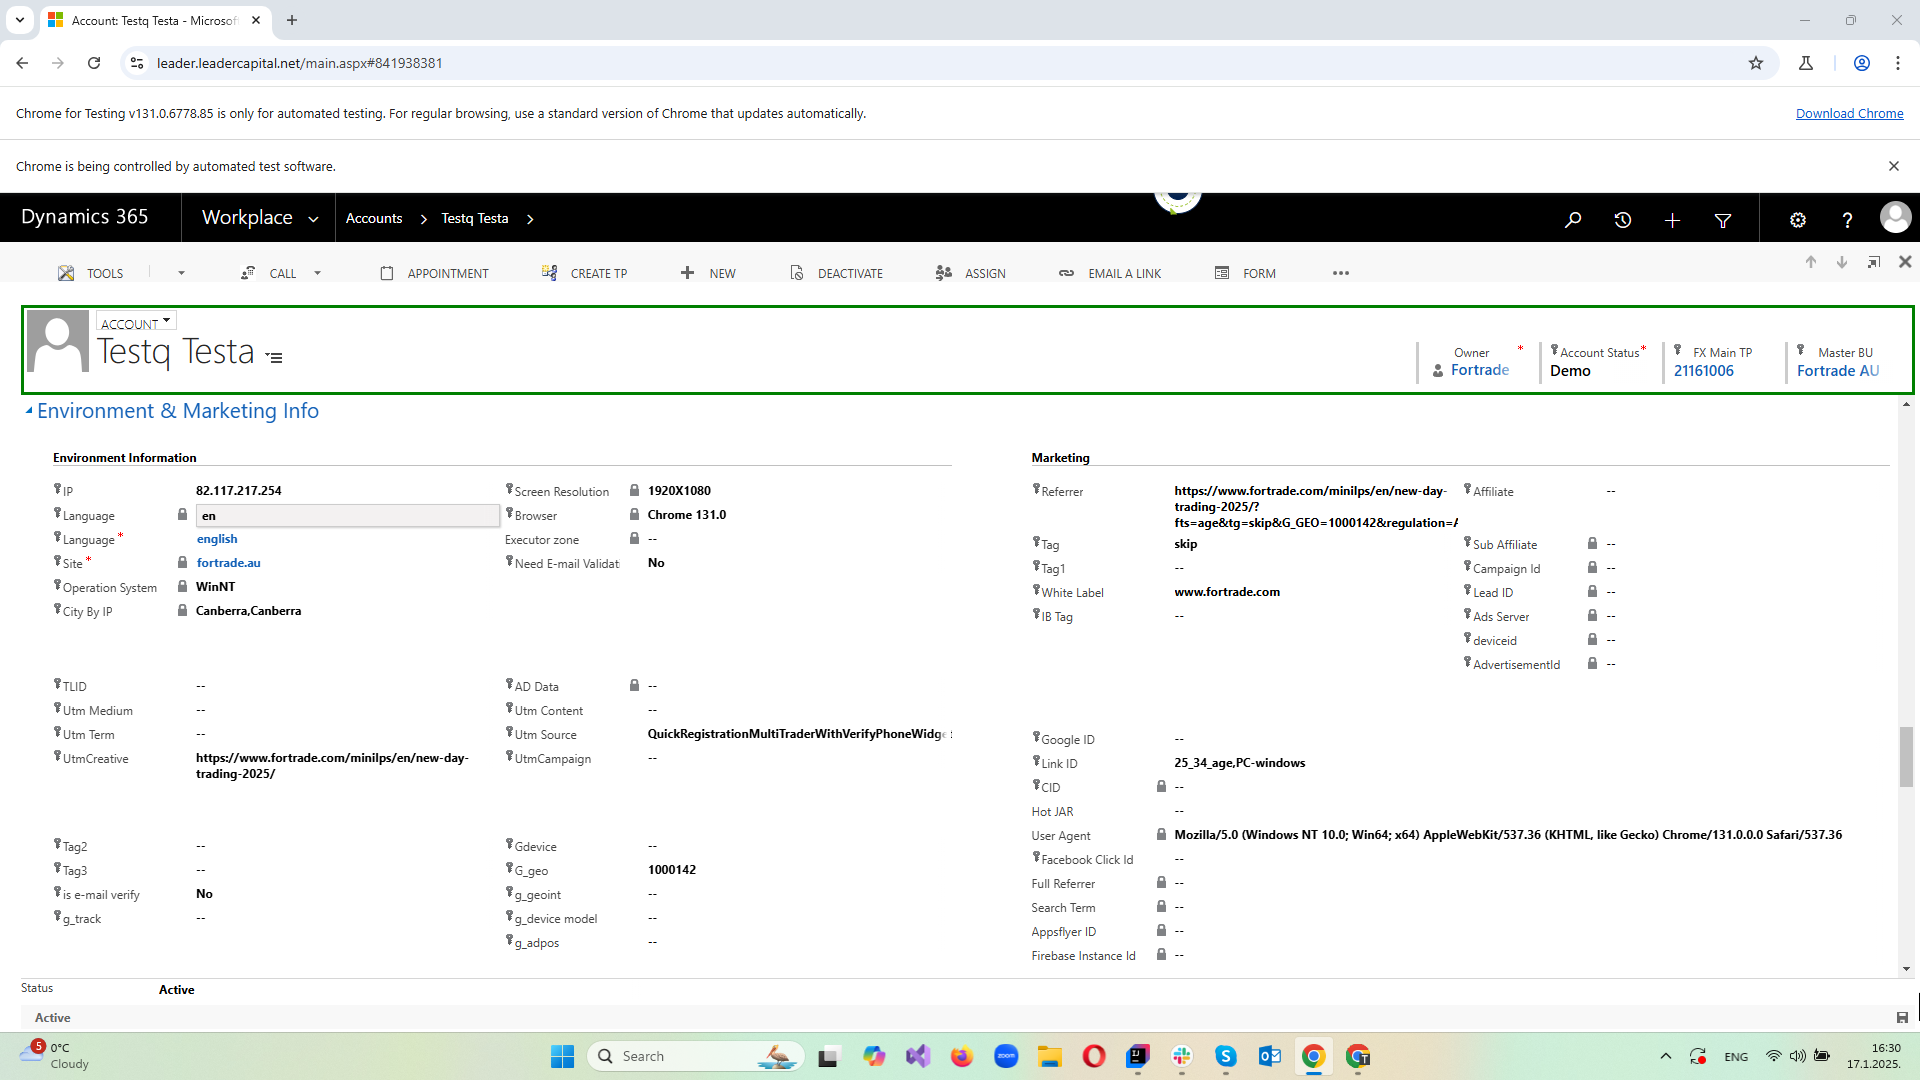 Account: Testq Testa - Microsof
leader.leadercapital.net/main.aspx#841938381
Chrome for Testing v131.0.6778.85 is only for automated testing. For regular browsing, use a standard version of Chrome that updates automatically.
Download Chrome
Chrome is being controlled by automated test software.
Dynamics 365
Workplace
Accounts
Testq Testa
TOOLS
CALL
APPOINTMENT
CREATE TP
NEW
DEACTIVATE
ASSIGN
EMAIL A LINK
FORM
ACCOUNT
Testq Testa
Owner *
Fortrade
Account Status*
Demo
FX Main TP
21161006
Master BU
Fortrade AU
Environment & Marketing Info
Environment Information
IP 82.117.217.254
Language en
Language* english
Site* fortrade.au
Operation System WinNT
City By IP Canberra,Canberra
Screen Resolution 1920X1080
Browser Chrome 131.0
Executor zone --
Need E-mail Validat No
TLID --
Utm Medium --
Utm Term --
UtmCreative https://www.fortrade.com/minilps/en/new-day-
trading-2025/
AD Data --
Utm Content --
Utm Source QuickRegistrationMultiTraderWithVerifyPhoneWidge
UtmCampaign --
Tag2 --
Tag3 --
is e-mail verify No
g_track --
Gdevice --
G_geo 1000142
g_geoint --
g_device model --
g_adpos --
Marketing
Referrer https://www.fortrade.com/minilps/en/new-day-
trading-2025/?
fts=age&tg=skip&G_GEO=1000142&regulation=A
Tag skip
Tag1 --
White Label www.fortrade.com
IB Tag --
Affiliate --
Sub Affiliate --
Campaign Id --
Lead ID --
Ads Server --
deviceid --
AdvertisementId --
Google ID --
Link ID 25_34_age,PC-windows
CID --
Hot JAR --
User Agent Mozilla/5.0 (Windows NT 10.0; Win64; x64) AppleWebKit/537.36 (KHTML, like Gecko) Chrome/131.0.0.0 Safari/537.36
Facebook Click Id --
Full Referrer --
Search Term --
Appsflyer ID --
Firebase Instance Id --
Status Active
Active
5
0°C
Cloudy
Search
zoom
ENG
16:30
17.1.2025.